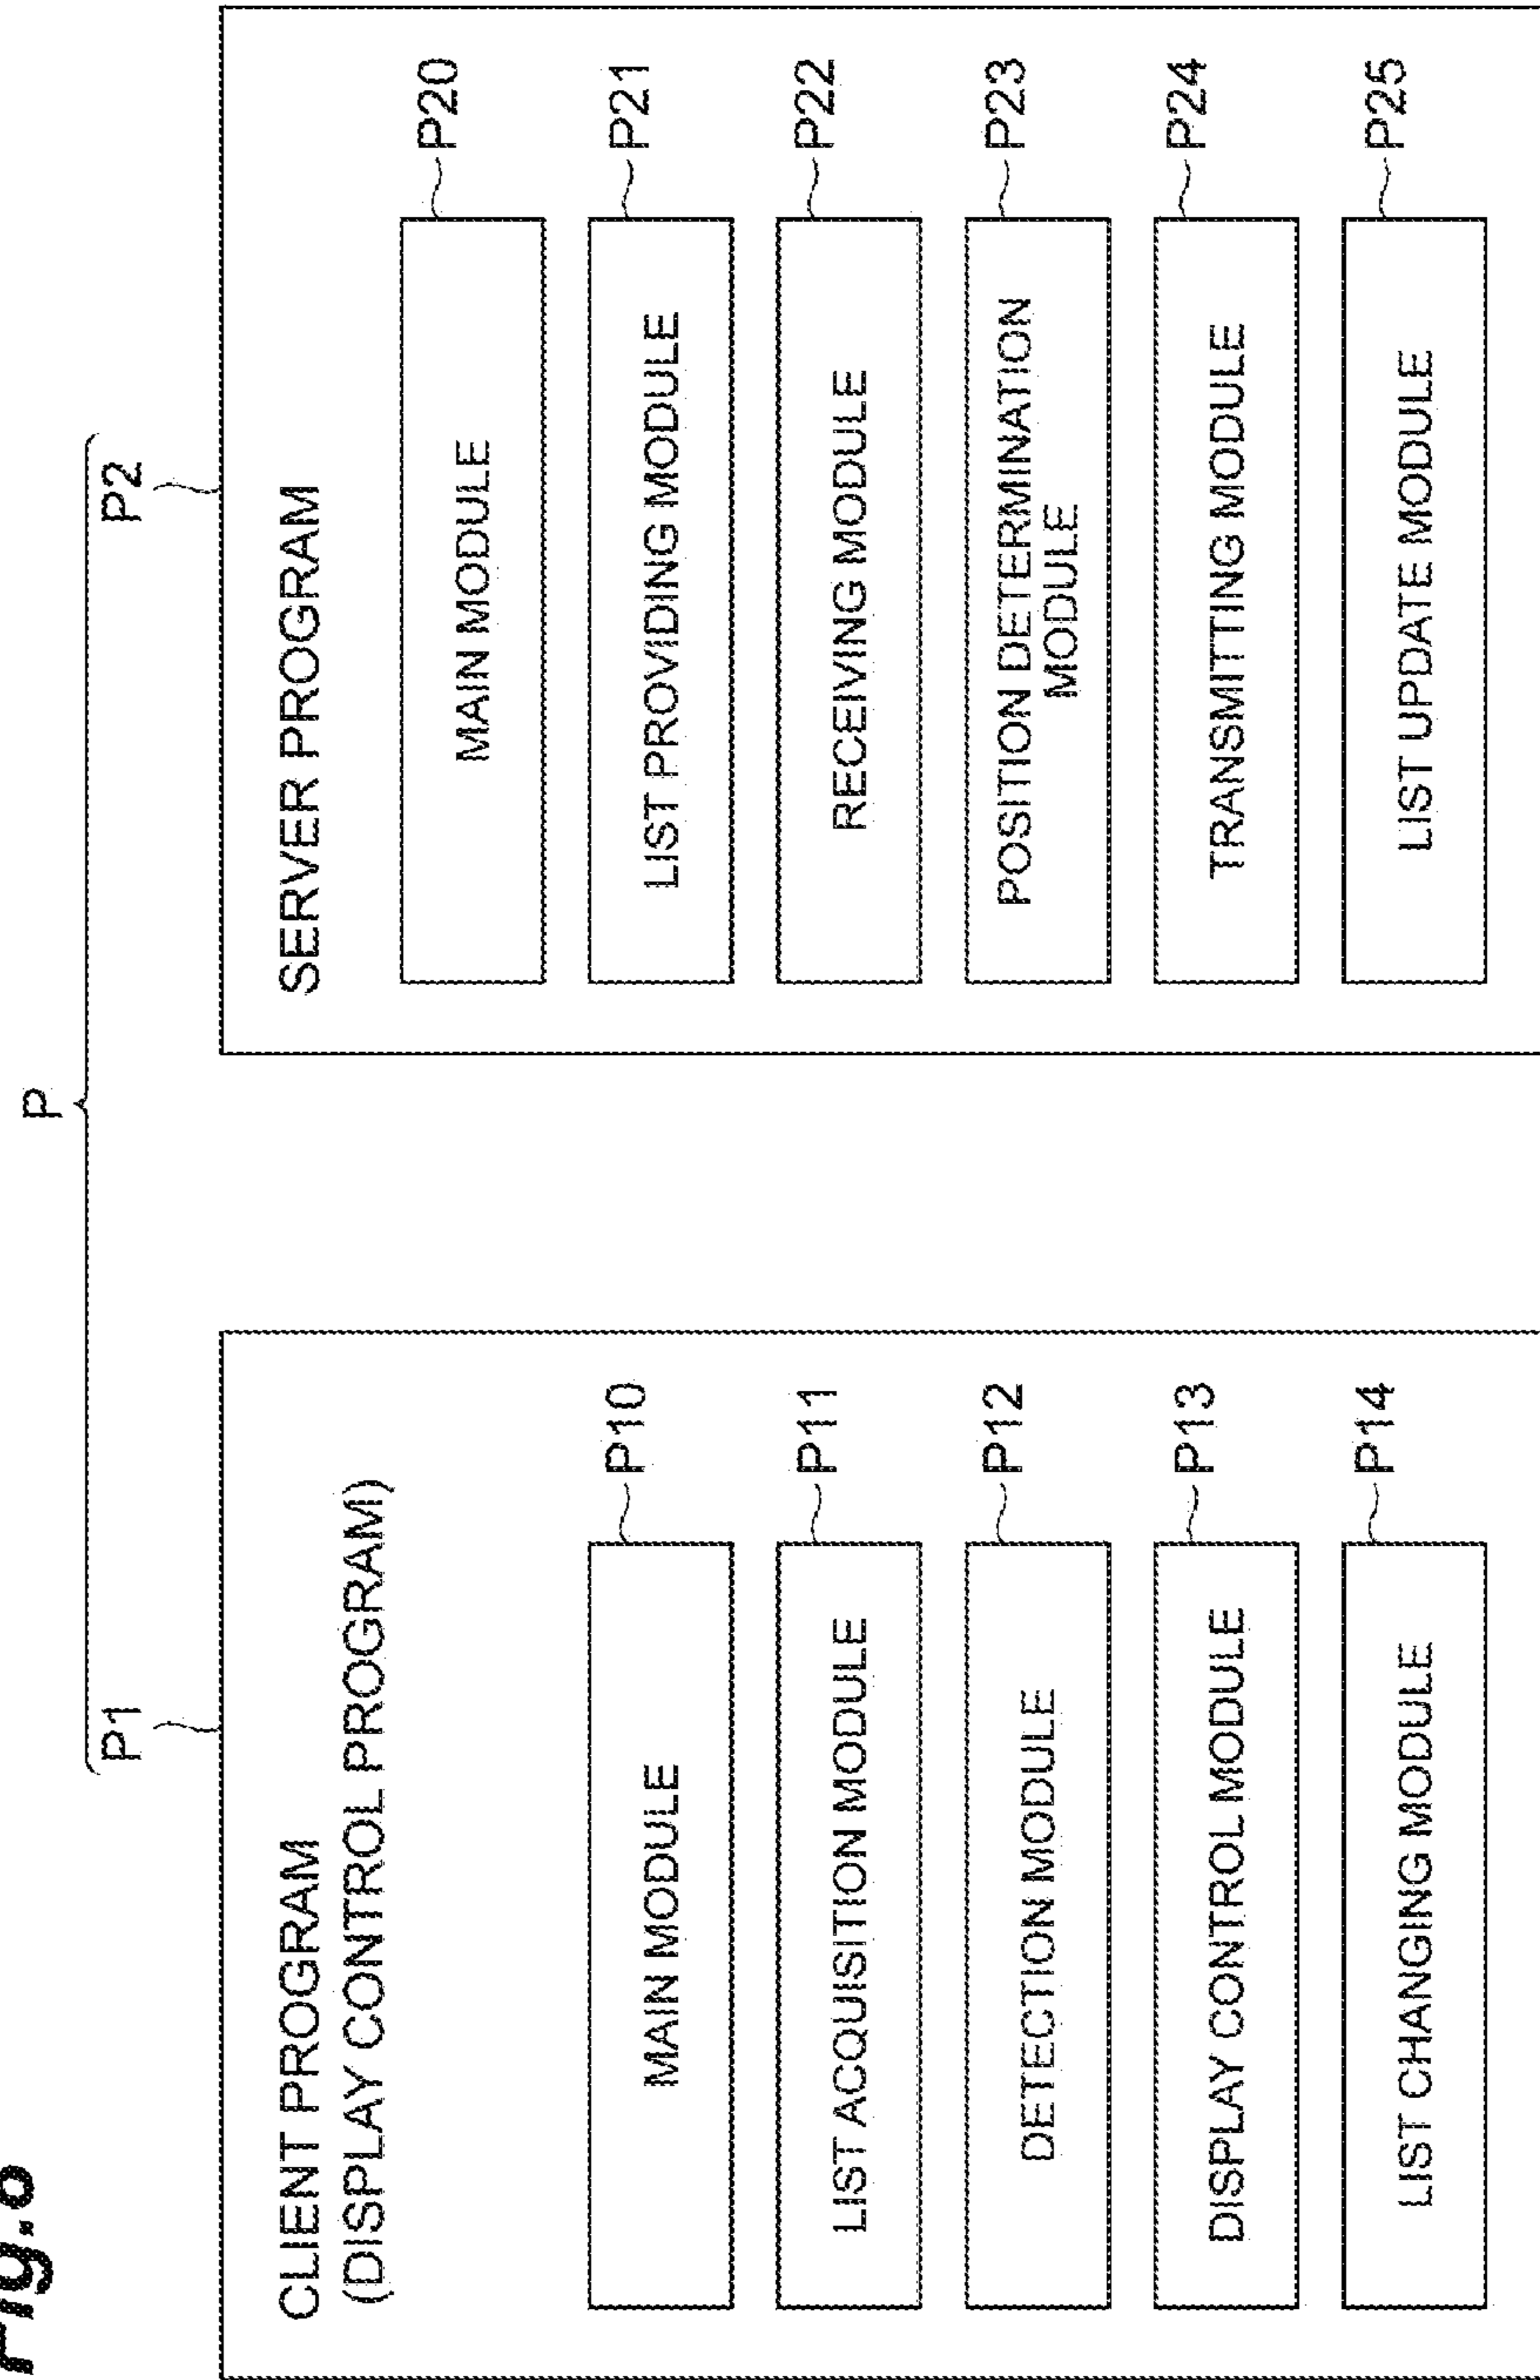 P
P1
CLIENT PROGRAM
(DISPLAY CONTROL PROGRAM)
MAIN MODULE
P10
LIST ACQUISITION MODULE
P11
DETECTION MODULE
P12
DISPLAY CONTROL MODULE
P13
LIST CHANGING MODULE
P14
P2
SERVER PROGRAM
MAIN MODULE
P20
LIST PROVIDING MODULE
P21
RECEIVING MODULE
P22
POSITION DETERMINATION
MODULE
P23
TRANSMITTING MODULE
P24
LIST UPDATE MODULE
P25